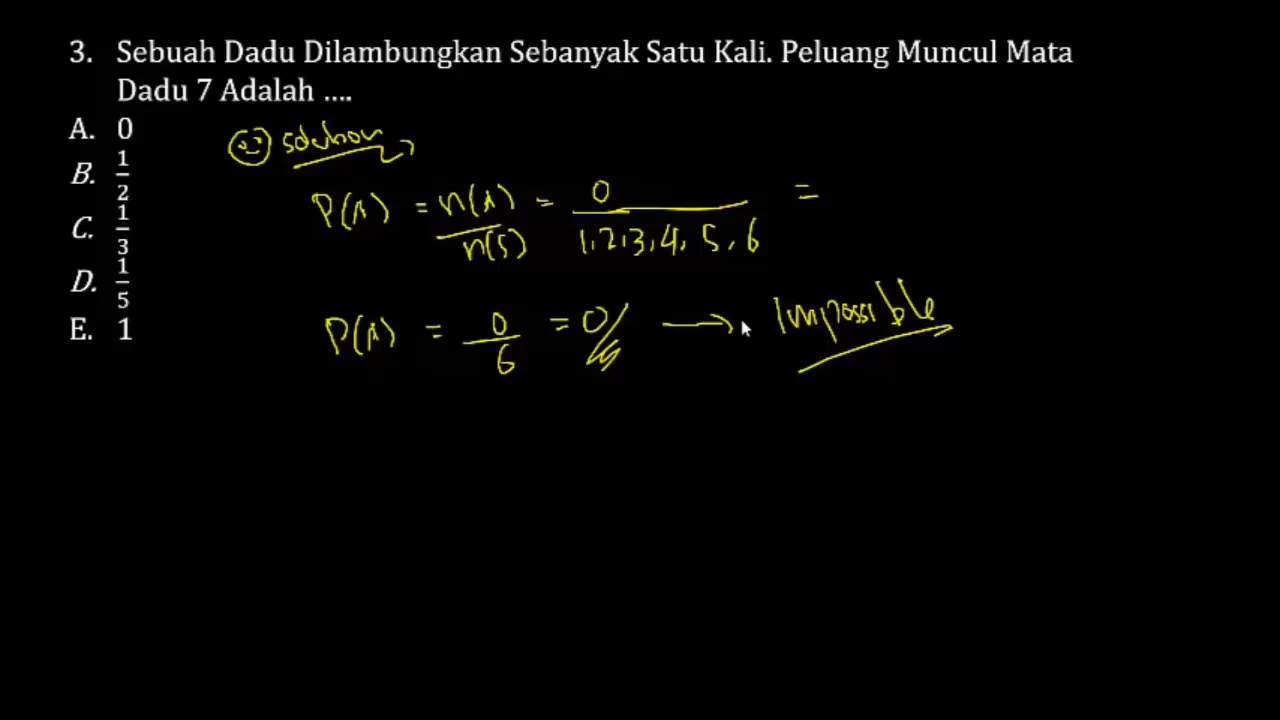 3. Sebuah Dadu Dilambungkan Sebanyak Satu Kali. Peluang Muncul Mata
Dadu 7 Adalah ....
A. 0
B. 1/2
C. 1/3
D. 1/5
E. 1
Solution
P(A) = n(A)/n(S) = 0/1,2,3,4,5,6 =
P(A) = 0/6 = 0 → Impossible